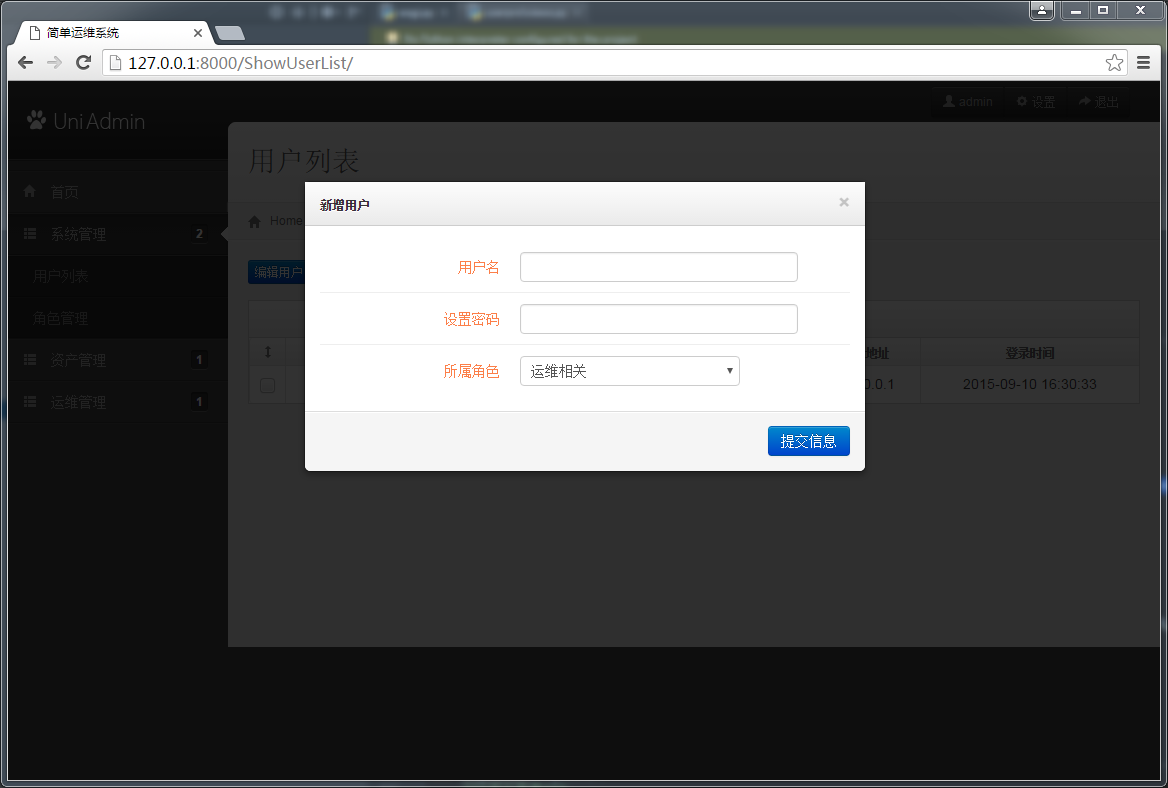 简单运维系统
127.0.0.1:8000/ShowUserList/
Uni Admin
admin
设置
退出
用户列表
首页
Home
系统管理
2
用户列表
角色管理
资产管理
1
运维管理
1
新增用户
×
用户名
设置密码
所属角色
运维相关
提交信息
编辑用户
地址
登录时间
0.0.1
2015-09-10 16:30:33